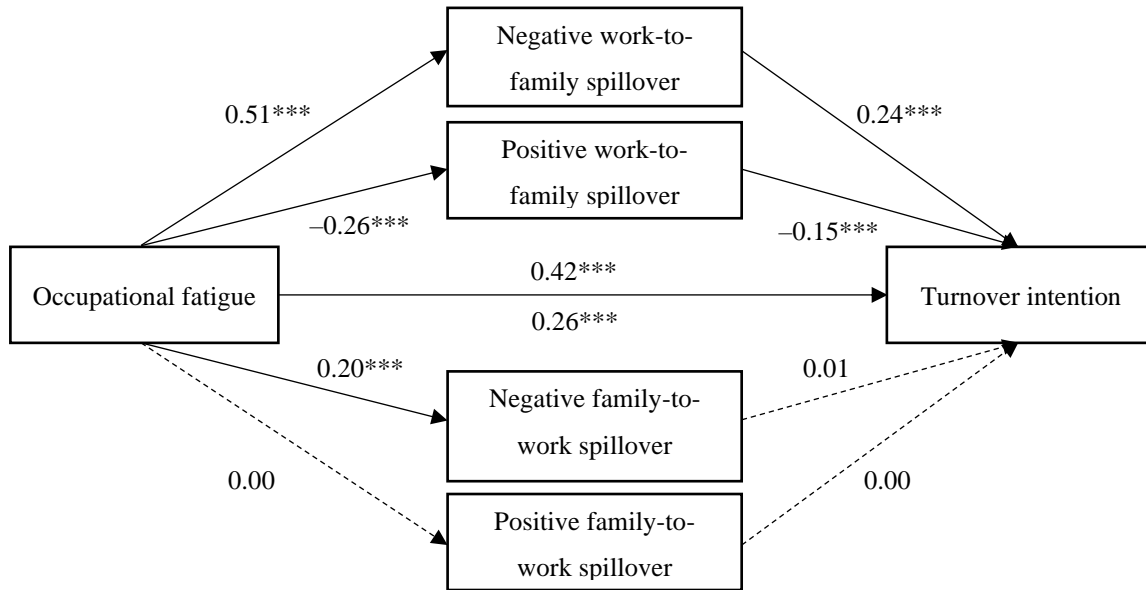 Negative work-to-
family spillover
0.51***
0.24***
Positive work-to-
family spillover
–0.26***
–0.15***
Occupational fatigue
0.42***
0.26***
Turnover intention
0.20***
Negative family-to-
work spillover
0.01
0.00
Positive family-to-
work spillover
0.00